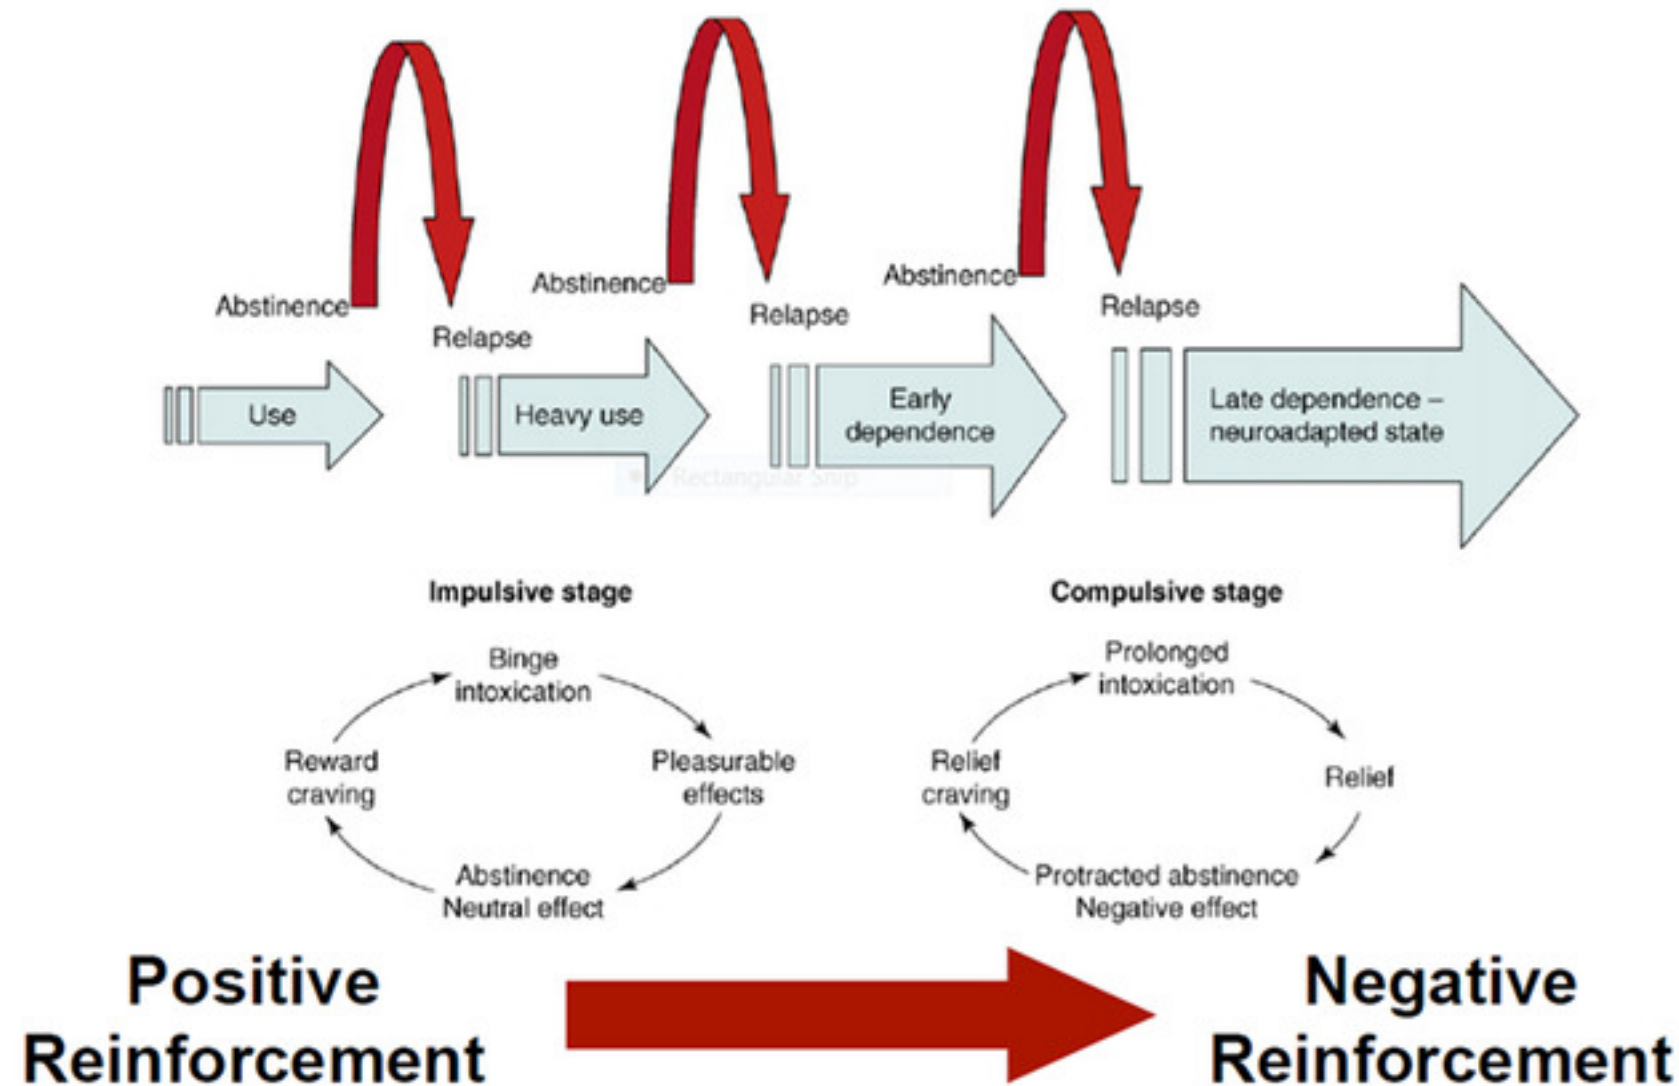 Abstinence
Relapse
Abstinence
Relapse
Abstinence
Relapse
Use
Heavy use
Early
dependence
Late dependence –
neuroadapted state
Rectangular Snip
Impulsive stage
Binge
intoxication
Pleasurable
effects
Abstinence
Neutral effect
Reward
craving
Compulsive stage
Prolonged
intoxication
Relief
Protracted abstinence
Negative effect
Relief
craving
Positive
Reinforcement
Negative
Reinforcement